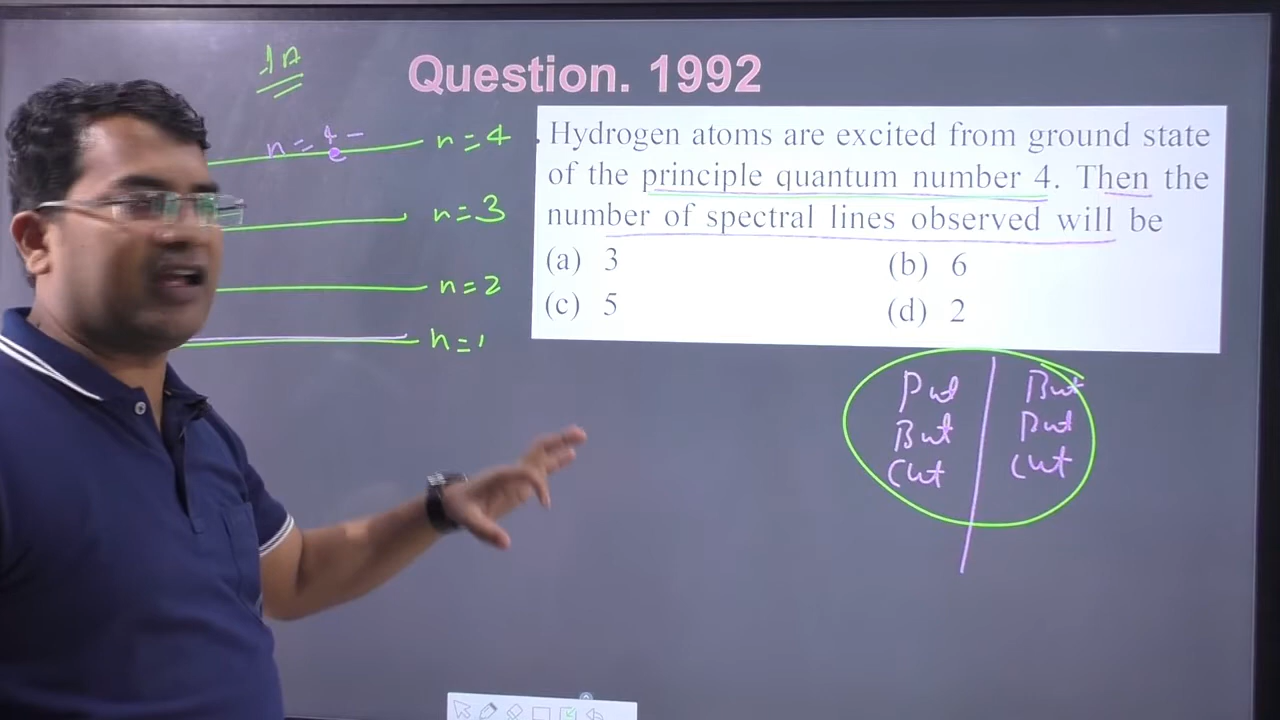 Question. 1992
n=4 e-
n=4
n=3
n=2
n=1
Hydrogen atoms are excited from ground state
of the principle quantum number 4. Then the
number of spectral lines observed will be
(a) 3 (b) 6
(c) 5 (d) 2
Put But
But Put
Cut Cut